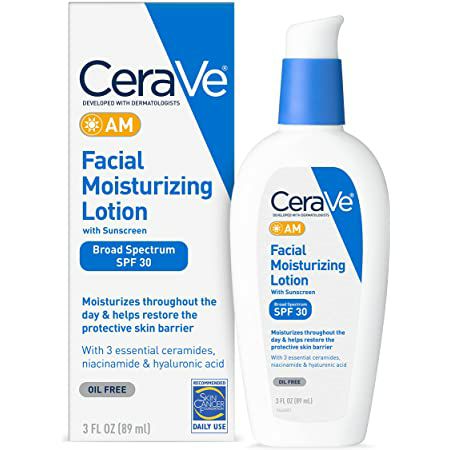 CeraVe®
DEVELOPED WITH DERMATOLOGISTS
AM
Facial
Moisturizing
Lotion
with Sunscreen
Broad Spectrum
SPF 30
Moisturizes throughout the
day & helps restore the
protective skin barrier
With 3 essential ceramides,
niacinamide & hyaluronic acid
OIL FREE
3 FL OZ (89 ml)
RECOMMENDED
SKIN
CANCER
FOUNDATION
DAILY USE
CeraVe®
DEVELOPED WITH DERMATOLOGISTS
AM
Facial
Moisturizing
Lotion
With Sunscreen
Broad Spectrum
SPF 30
Moisturizes throughout the
day & helps restore the
protective skin barrier
With 3 essential ceramides,
niacinamide & hyaluronic acid
OIL FREE
3 FL OZ (89 mL)